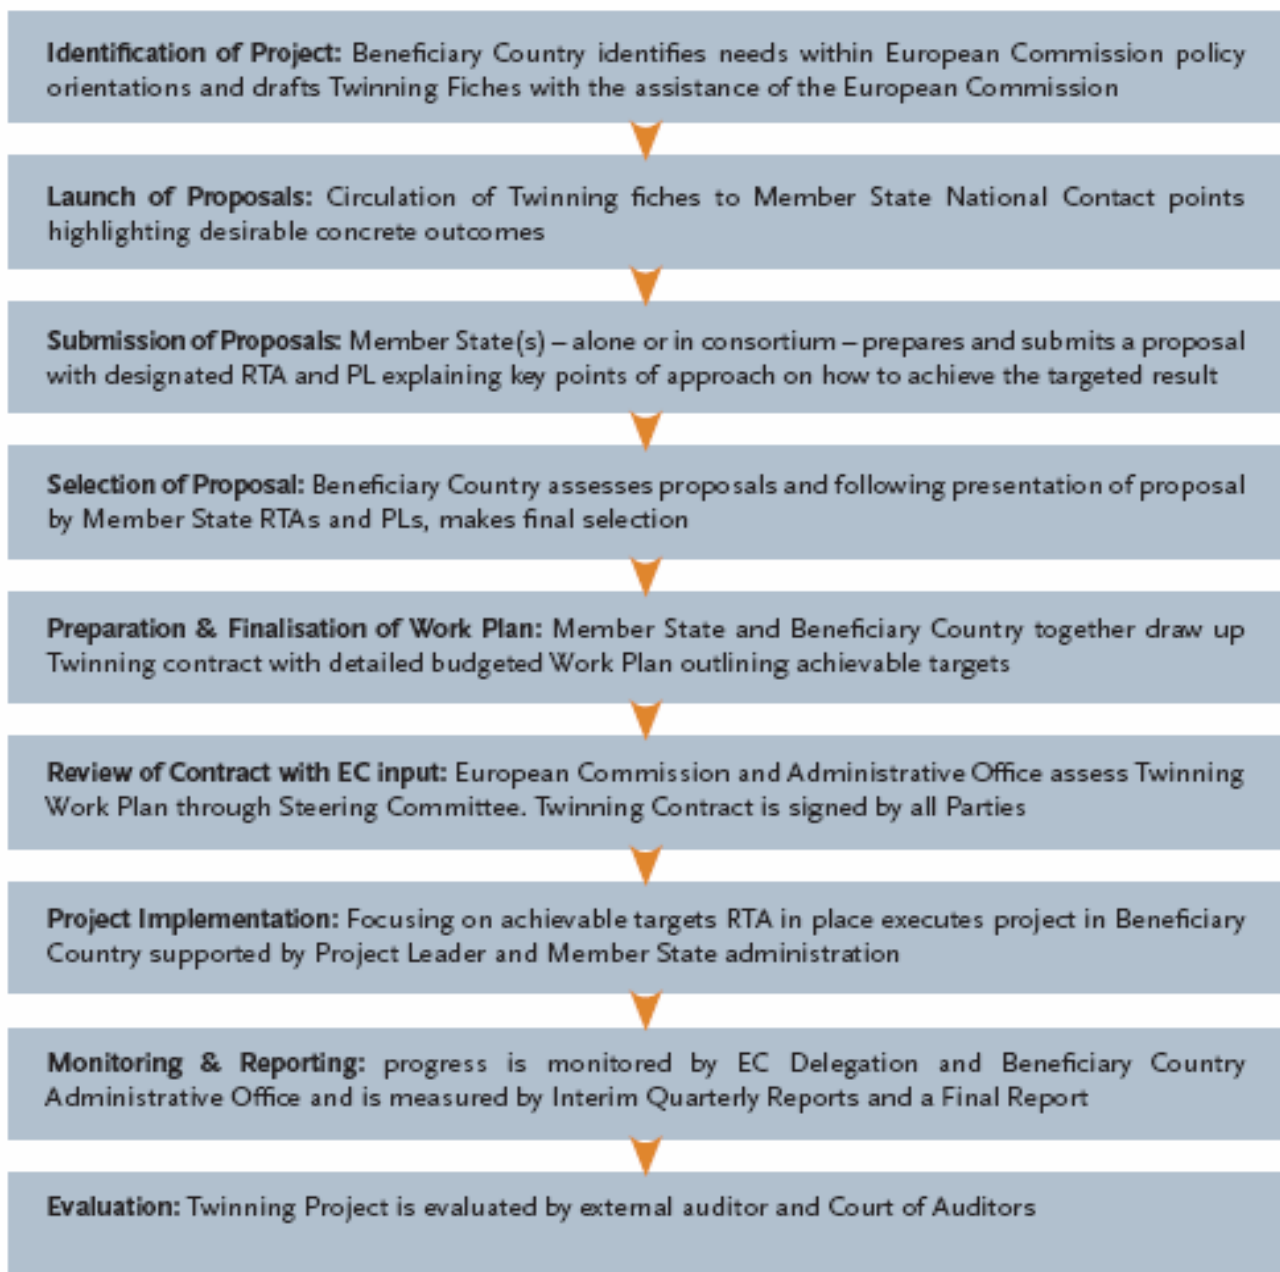 Identification of Project: Beneficiary Country identifies needs within European Commission policy
orientations and drafts Twinning Fiches with the assistance of the European Commission
Launch of Proposals: Circulation of Twinning fiches to Member State National Contact points
highlighting desirable concrete outcomes
Submission of Proposals: Member State(s) – alone or in consortium – prepares and submits a proposal
with designated RTA and PL explaining key points of approach on how to achieve the targeted result
Selection of Proposal: Beneficiary Country assesses proposals and following presentation of proposal
by Member State RTAs and PLs, makes final selection
Preparation & Finalisation of Work Plan: Member State and Beneficiary Country together draw up
Twinning contract with detailed budgeted Work Plan outlining achievable targets
Review of Contract with EC input: European Commission and Administrative Office assess Twinning
Work Plan through Steering Committee. Twinning Contract is signed by all Parties
Project Implementation: Focusing on achievable targets RTA in place executes project in Beneficiary
Country supported by Project Leader and Member State administration
Monitoring & Reporting: progress is monitored by EC Delegation and Beneficiary Country
Administrative Office and is measured by Interim Quarterly Reports and a Final Report
Evaluation: Twinning Project is evaluated by external auditor and Court of Auditors